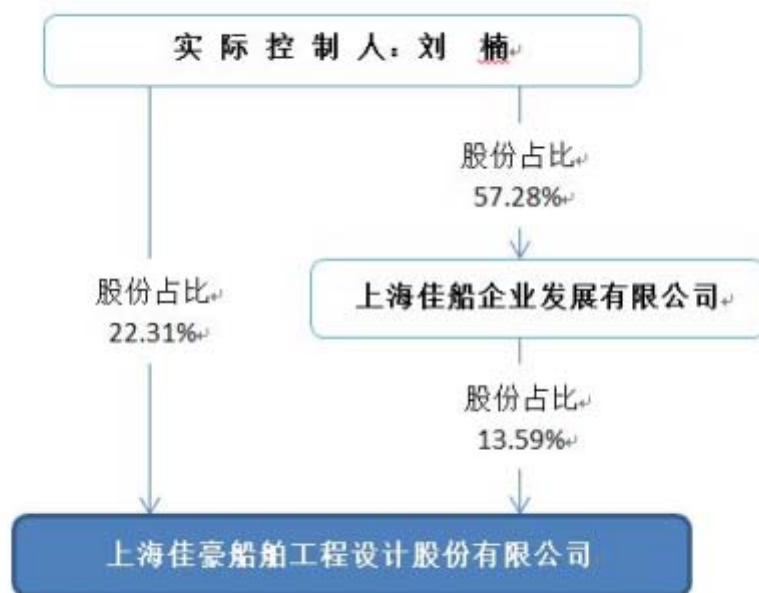 实 际 控 制 人：刘 楠
股份占比
57.28%
上海佳船企业发展有限公司
股份占比
22.31%
股份占比
13.59%
上海佳豪船舶工程设计股份有限公司